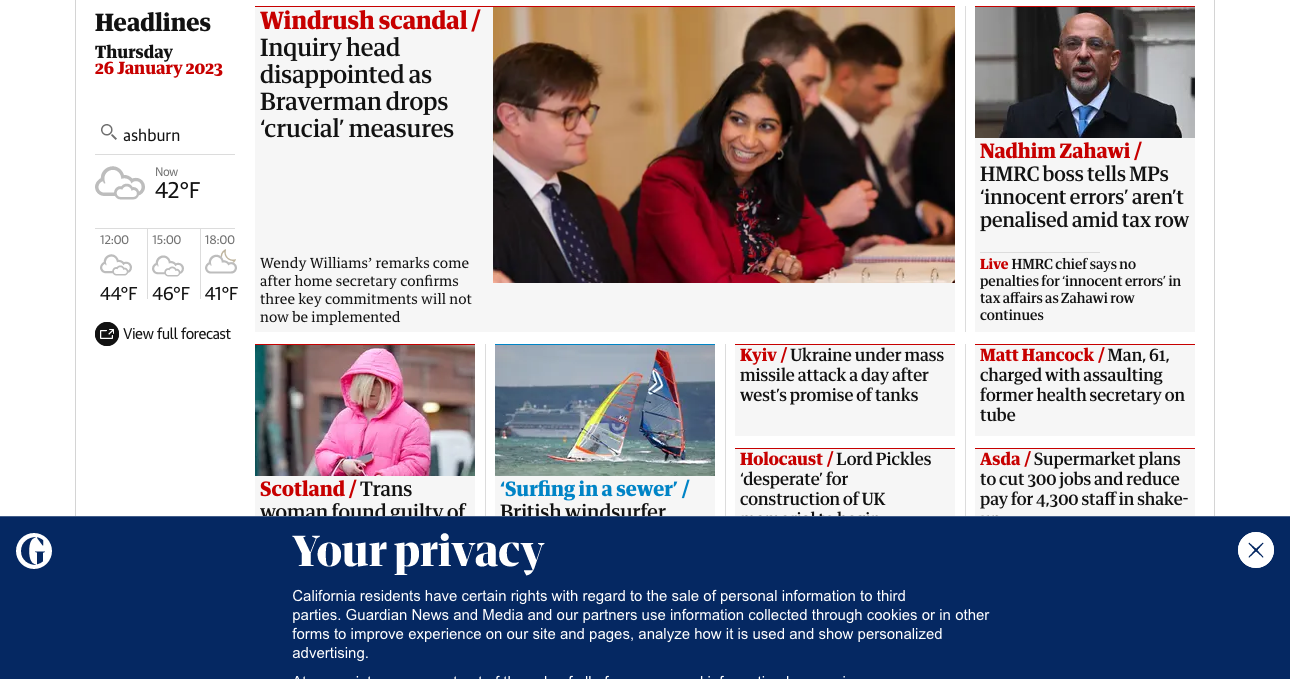 Headlines
Thursday
26 January 2023
ashburn
Now
42°F
12:00
15:00
18:00
44°F
46°F
41°F
View full forecast
Windrush scandal /
Inquiry head
disappointed as
Braverman drops
‘crucial’ measures
Wendy Williams’ remarks come
after home secretary confirms
three key commitments will not
now be implemented
Nadhim Zahawi /
HMRC boss tells MPs
‘innocent errors’ aren’t
penalised amid tax row
Live HMRC chief says no
penalties for ‘innocent errors’ in
tax affairs as Zahawi row
continues
Scotland / Trans
woman found guilty of
‘Surfing in a sewer’ /
British windsurfer
Kyiv / Ukraine under mass
missile attack a day after
west’s promise of tanks
Matt Hancock / Man, 61,
charged with assaulting
former health secretary on
tube
Holocaust / Lord Pickles
‘desperate’ for
construction of UK
memorial to begin
Asda / Supermarket plans
to cut 300 jobs and reduce
pay for 4,300 staff in shake-
G
Your privacy
California residents have certain rights with regard to the sale of personal information to third
parties. Guardian News and Media and our partners use information collected through cookies or in other
forms to improve experience on our site and pages, analyze how it is used and show personalized
advertising.